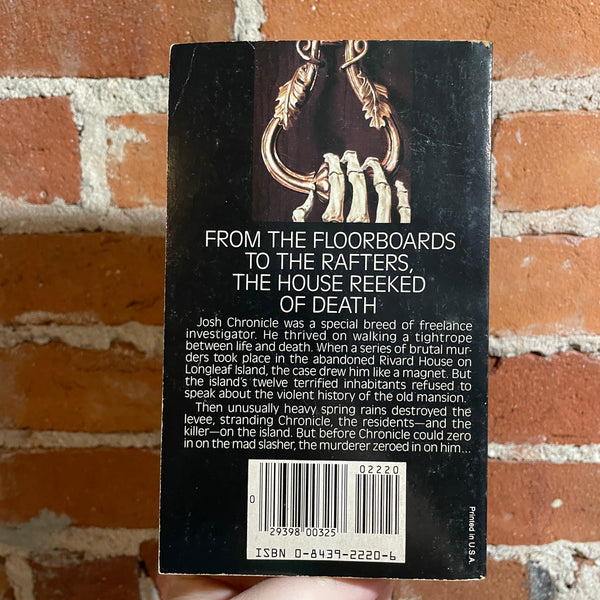 FROM THE FLOORBOARDS
TO THE RAFTERS,
THE HOUSE REEKED
OF DEATH
Josh Chronicle was a special breed of freelance
investigator. He thrived on walking a tightrope
between life and death. When a series of brutal mur-
ders took place in the abandoned Rivard House on
Longleaf Island, the case drew him like a magnet. But
the island's twelve terrified inhabitants refused to
speak about the violent history of the old mansion.
Then unusually heavy spring rains destroyed the
levee, stranding Chronicle, the residents—and the
killer—on the island. But before Chronicle could zero
in on the mad slasher, the murderer zeroed in on him...
02220
0
29398 00325
ISBN 0-8439-2220-6
Printed in U.S.A.